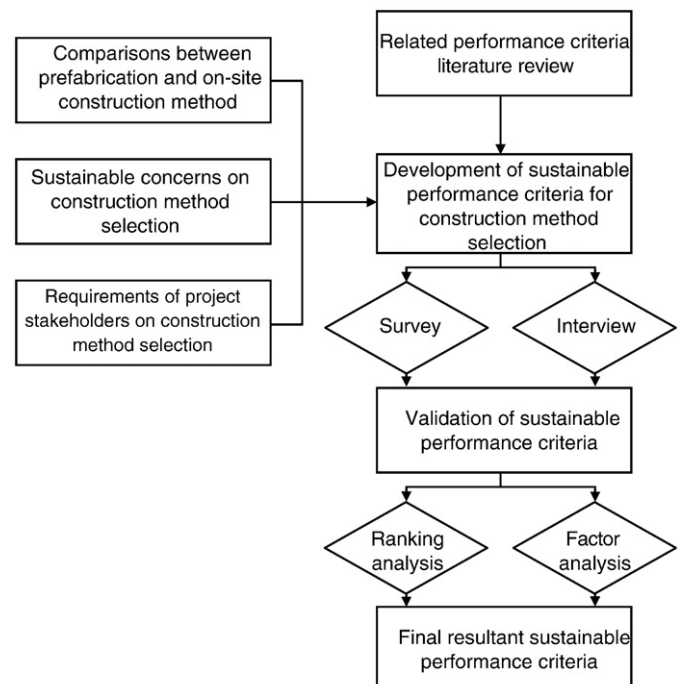 Comparisons between
prefabrication and on-site
construction method
Related performance criteria
literature review
Sustainable concerns on
construction method
selection
Development of sustainable
performance criteria for
construction method
selection
Requirements of project
stakeholders on construction
method selection
Survey
Interview
Validation of sustainable
performance criteria
Ranking
analysis
Factor
analysis
Final resultant sustainable
performance criteria